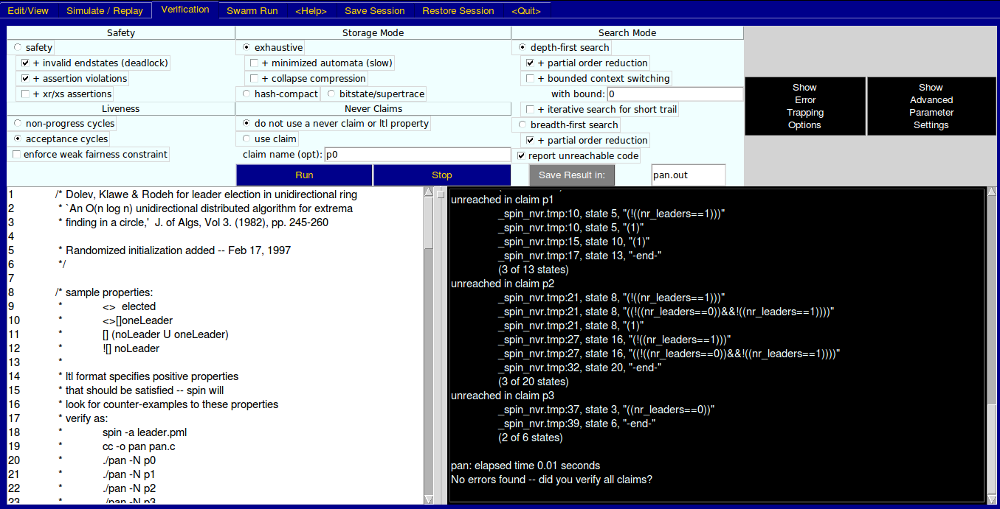 Edit/View Simulate / Replay Verification Swarm Run <Help> Save Session Restore Session <Quit>
Safety Storage Mode Search Mode
safety exhaustive depth-first search
+ invalid endstates (deadlock) + minimized automata (slow) + partial order reduction
+ assertion violations + collapse compression + bounded context switching
+ xr/xs assertions hash-compact bitstate/supertrace with bound: 0
Liveness Never Claims + iterative search for short trail
non-progress cycles do not use a never claim or ltl property breadth-first search
acceptance cycles use claim + partial order reduction
enforce weak fairness constraint claim name (opt): p0 report unreachable code
Run Stop Save Result in: pan.out
Show
Error
Trapping
Options
Show
Advanced
Parameter
Settings
1 /* Dolev, Klawe & Rodeh for leader election in unidirectional ring
2 * `An O(n log n) unidirectional distributed algorithm for extrema
3 * finding in a circle,' J. of Algs, Vol 3. (1982), pp. 245-260
4
5 * Randomized initialization added -- Feb 17, 1997
6 */
7
8 /* sample properties:
9 * <> elected
10 * <>[]oneLeader
11 * [] (noLeader U oneLeader)
12 * ![] noLeader
13 *
14 * ltl format specifies positive properties
15 * that should be satisfied -- spin will
16 * look for counter-examples to these properties
17 * verify as:
18 * spin -a leader.pml
19 * cc -o pan pan.c
20 * ./pan -N p0
21 * ./pan -N p1
22 * ./pan -N p2
23 * ./pan -N p3
unreached in claim p1
_spin_nvr.tmp:10, state 5, "(!((nr_leaders==1)))"
_spin_nvr.tmp:10, state 5, "(1)"
_spin_nvr.tmp:15, state 10, "(1)"
_spin_nvr.tmp:17, state 13, "-end-"
(3 of 13 states)
unreached in claim p2
_spin_nvr.tmp:21, state 8, "(!((nr_leaders==1)))"
_spin_nvr.tmp:21, state 8, "((!((nr_leaders==0))&&!((nr_leaders==1))))"
_spin_nvr.tmp:21, state 8, "(1)"
_spin_nvr.tmp:27, state 16, "(!((nr_leaders==1)))"
_spin_nvr.tmp:27, state 16, "((!((nr_leaders==0))&&!((nr_leaders==1))))"
_spin_nvr.tmp:32, state 20, "-end-"
(3 of 20 states)
unreached in claim p3
_spin_nvr.tmp:37, state 3, "((nr_leaders==0))"
_spin_nvr.tmp:39, state 6, "-end-"
(2 of 6 states)
pan: elapsed time 0.01 seconds
No errors found -- did you verify all claims?